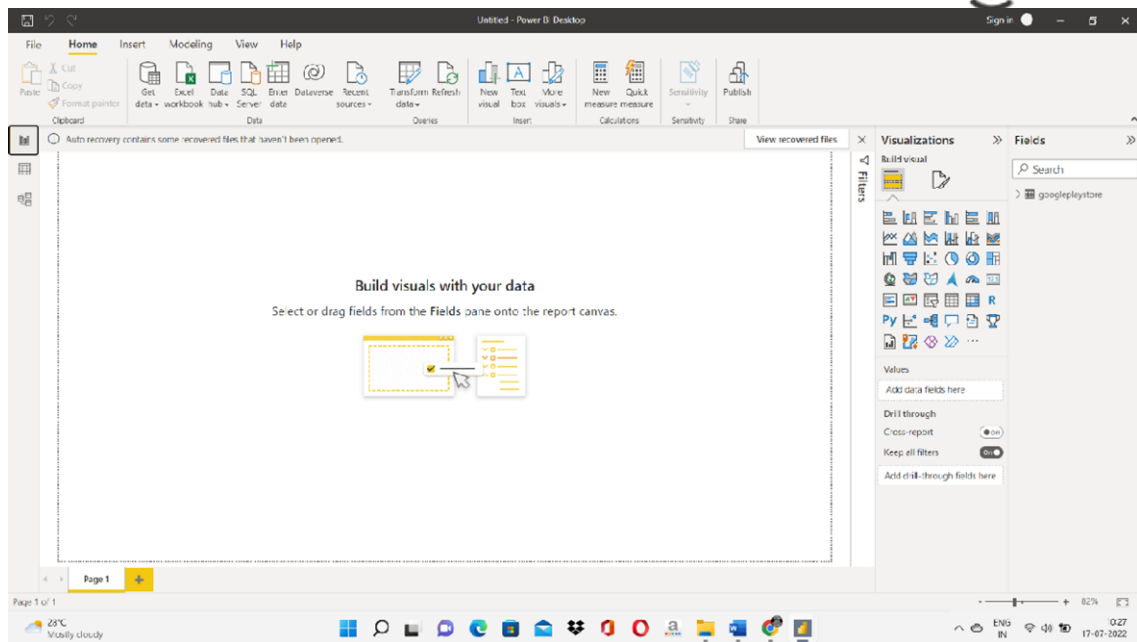 Untitled - Power BI Desktop
Sign in
File Home Insert Modeling View Help
Paste
Cut
Copy
Format painter
Clipboard
Get data
Excel workbook
Data hub
SQL Server
Enter data
Dataverse
Recent sources
Data
Transform data
Refresh
Queries
New visual
Text box
More visuals
Insert
New measure
Quick measure
Calculations
Sensitivity
Sensitivity
Publish
Share
Auto recovery contains some recovered files that haven't been opened.
View recovered files
Filters
Build visuals with your data
Select or drag fields from the Fields pane onto the report canvas.
Visualizations
Build visual
R
Py
Values
Add data fields here
Drill through
Cross-report
On
Keep all filters
On
Add drill-through fields here
Fields
Search
googleplaystore
Page 1
Page 1 of 1
82%
28°C
Mostly cloudy
ENG
IN
10:27
17-07-2022